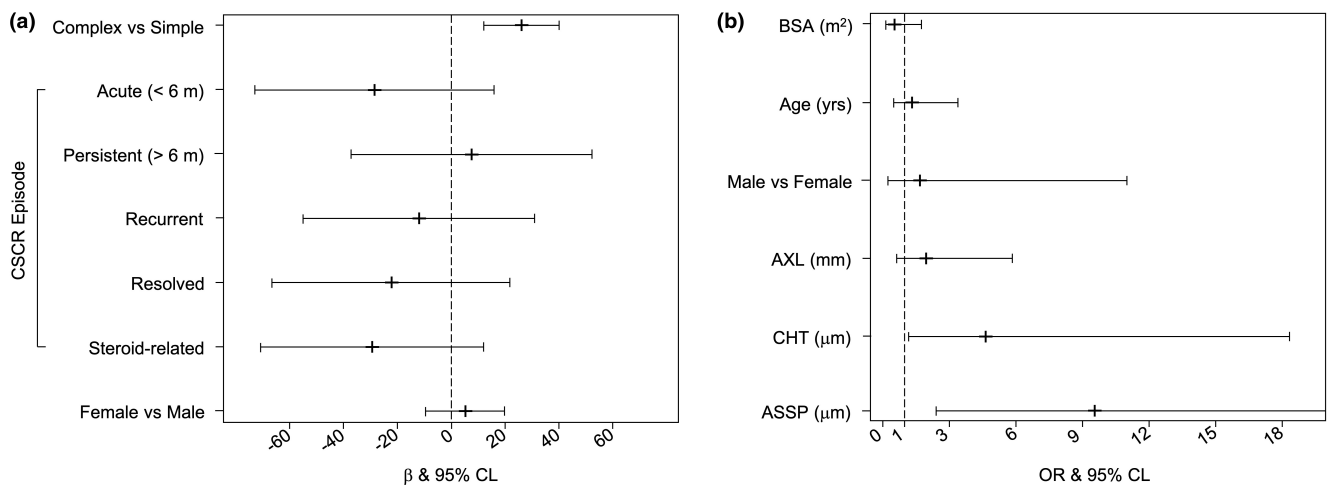 (a)
Complex vs Simple
Acute (< 6 m)
Persistent (> 6 m)
Recurrent
Resolved
Steroid-related
Female vs Male
CSCR Episode
-60 -40 -20 0 20 40 60
β & 95% CL
(b)
BSA (m²)
Age (yrs)
Male vs Female
AXL (mm)
CHT (µm)
ASSP (µm)
0 1 3 6 9 12 15 18
OR & 95% CL